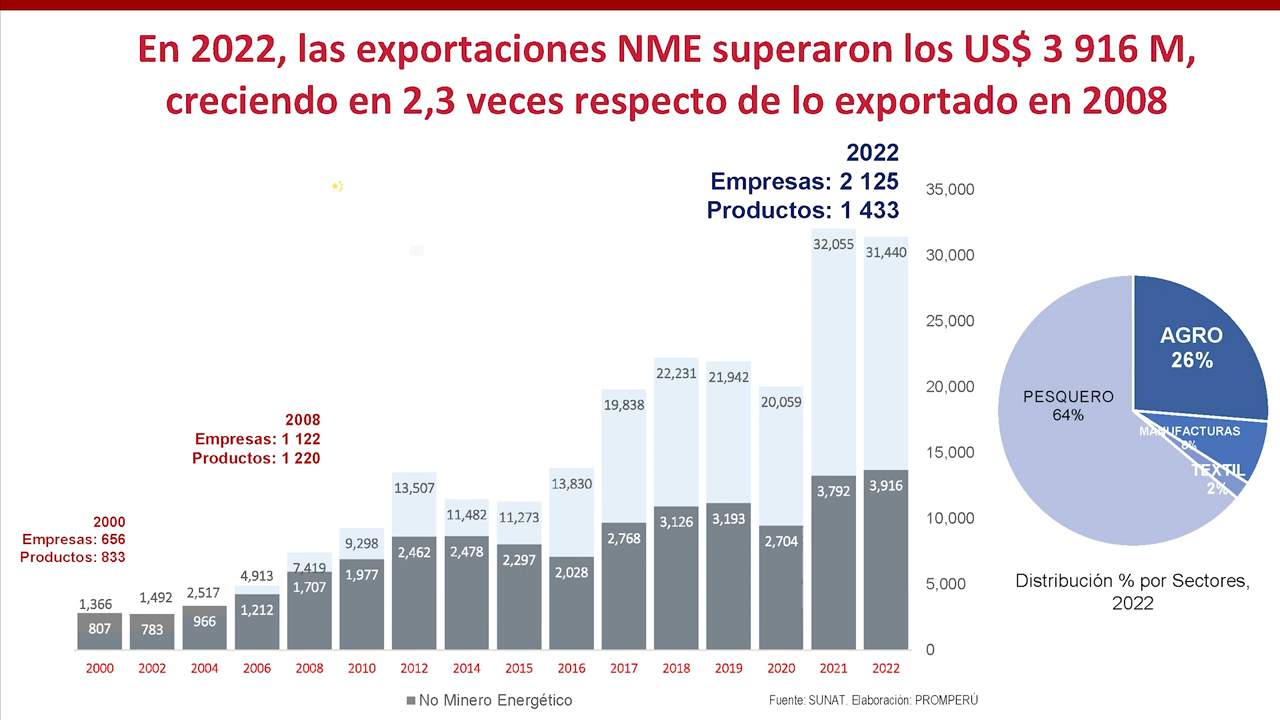 En 2022, las exportaciones NME superaron los US$ 3 916 M,
creciendo en 2,3 veces respecto de lo exportado en 2008
2022
Empresas: 2 125
Productos: 1 433
2008
Empresas: 1 122
Productos: 1 220
2000
Empresas: 656
Productos: 833
35,000
30,000
25,000
20,000
15,000
10,000
5,000
0
1,366
1,492
2,517
4,913
7,419
9,298
13,507
11,482
11,273
13,830
19,838
22,231
21,942
20,059
32,055
31,440
807
783
966
1,212
1,707
1,977
2,462
2,478
2,297
2,028
2,768
3,126
3,193
2,704
3,792
3,916
2000 2002 2004 2006 2008 2010 2012 2014 2015 2016 2017 2018 2019 2020 2021 2022
No Minero Energético
Fuente: SUNAT. Elaboración: PROMPERÚ
AGRO
26%
PESQUERO
64%
MANUFACTURAS
TEXTIL
2%
Distribución % por Sectores,
2022